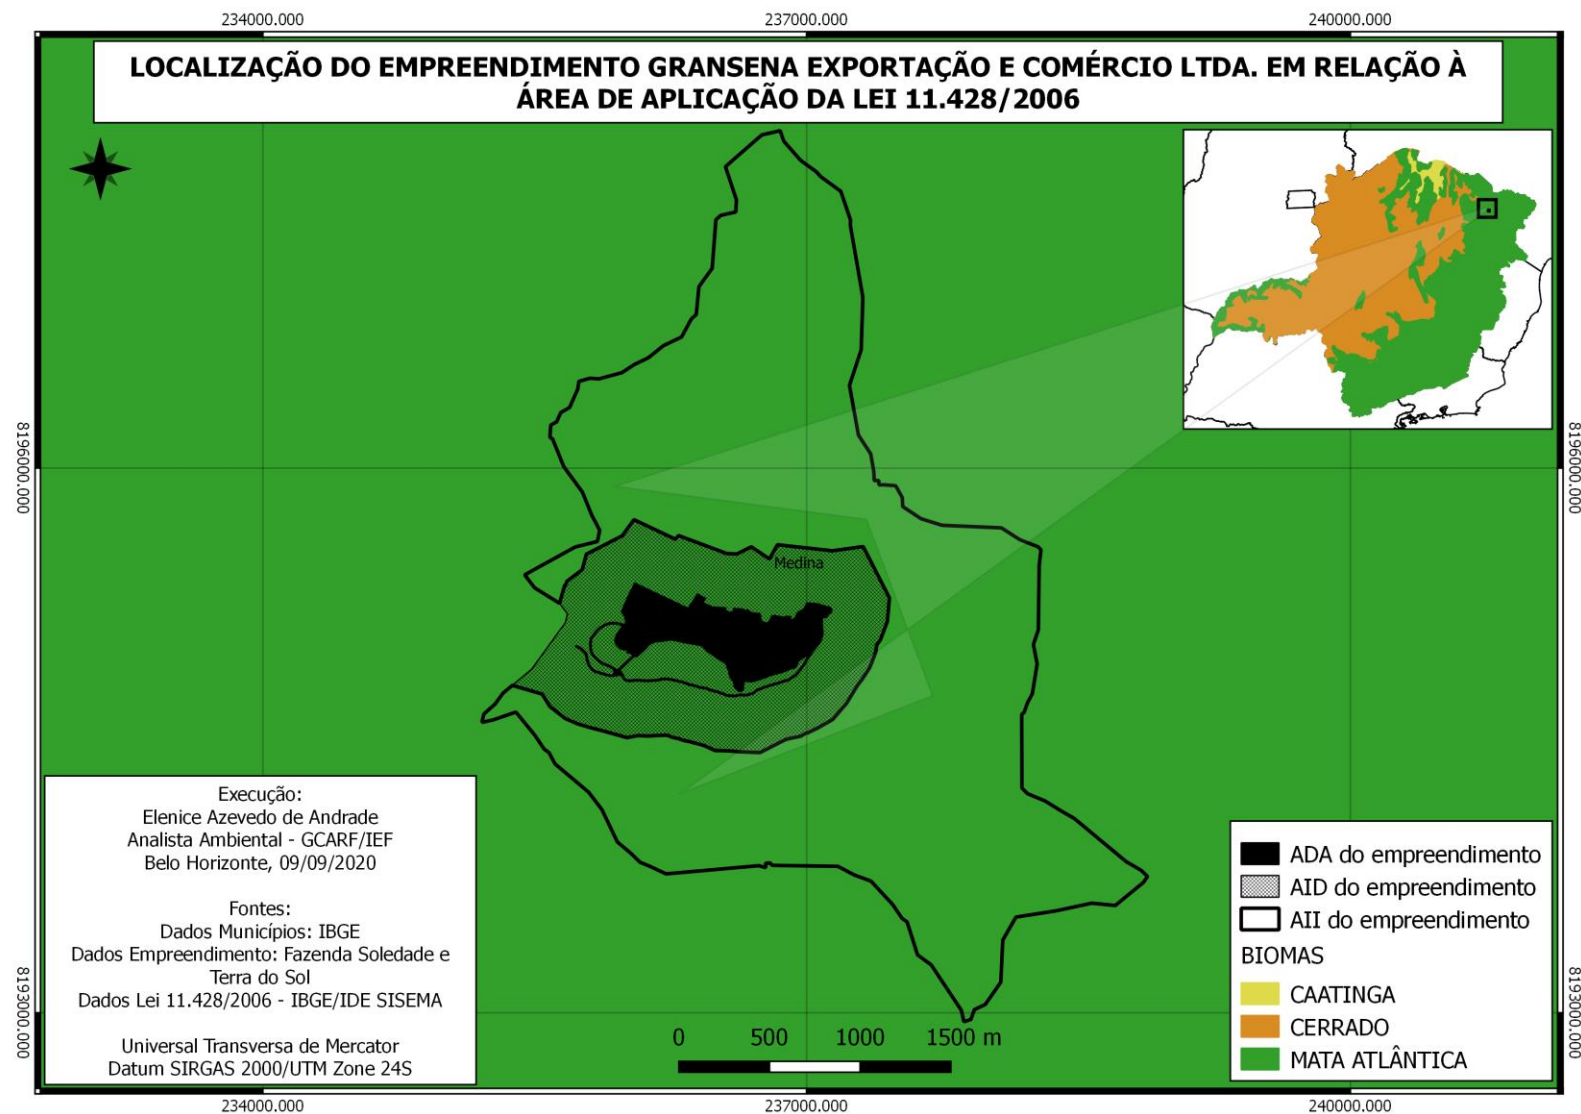 234000.000
237000.000
240000.000
LOCALIZAÇÃO DO EMPREENDIMENTO GRANSENA EXPORTAÇÃO E COMÉRCIO LTDA. EM RELAÇÃO À
ÁREA DE APLICAÇÃO DA LEI 11.428/2006
8196000.000
8196000.000
Medina
Execução:
Elenice Azevedo de Andrade
Analista Ambiental - GCARF/IEF
Belo Horizonte, 09/09/2020
Fontes:
Dados Municípios: IBGE
Dados Empreendimento: Fazenda Soledade e
Terra do Sol
Dados Lei 11.428/2006 - IBGE/IDE SISEMA
Universal Transversa de Mercator
Datum SIRGAS 2000/UTM Zone 24S
ADA do empreendimento
AID do empreendimento
AII do empreendimento
BIOMAS
CAATINGA
CERRADO
MATA ATLÂNTICA
8193000.000
8193000.000
0 500 1000 1500 m
234000.000
237000.000
240000.000